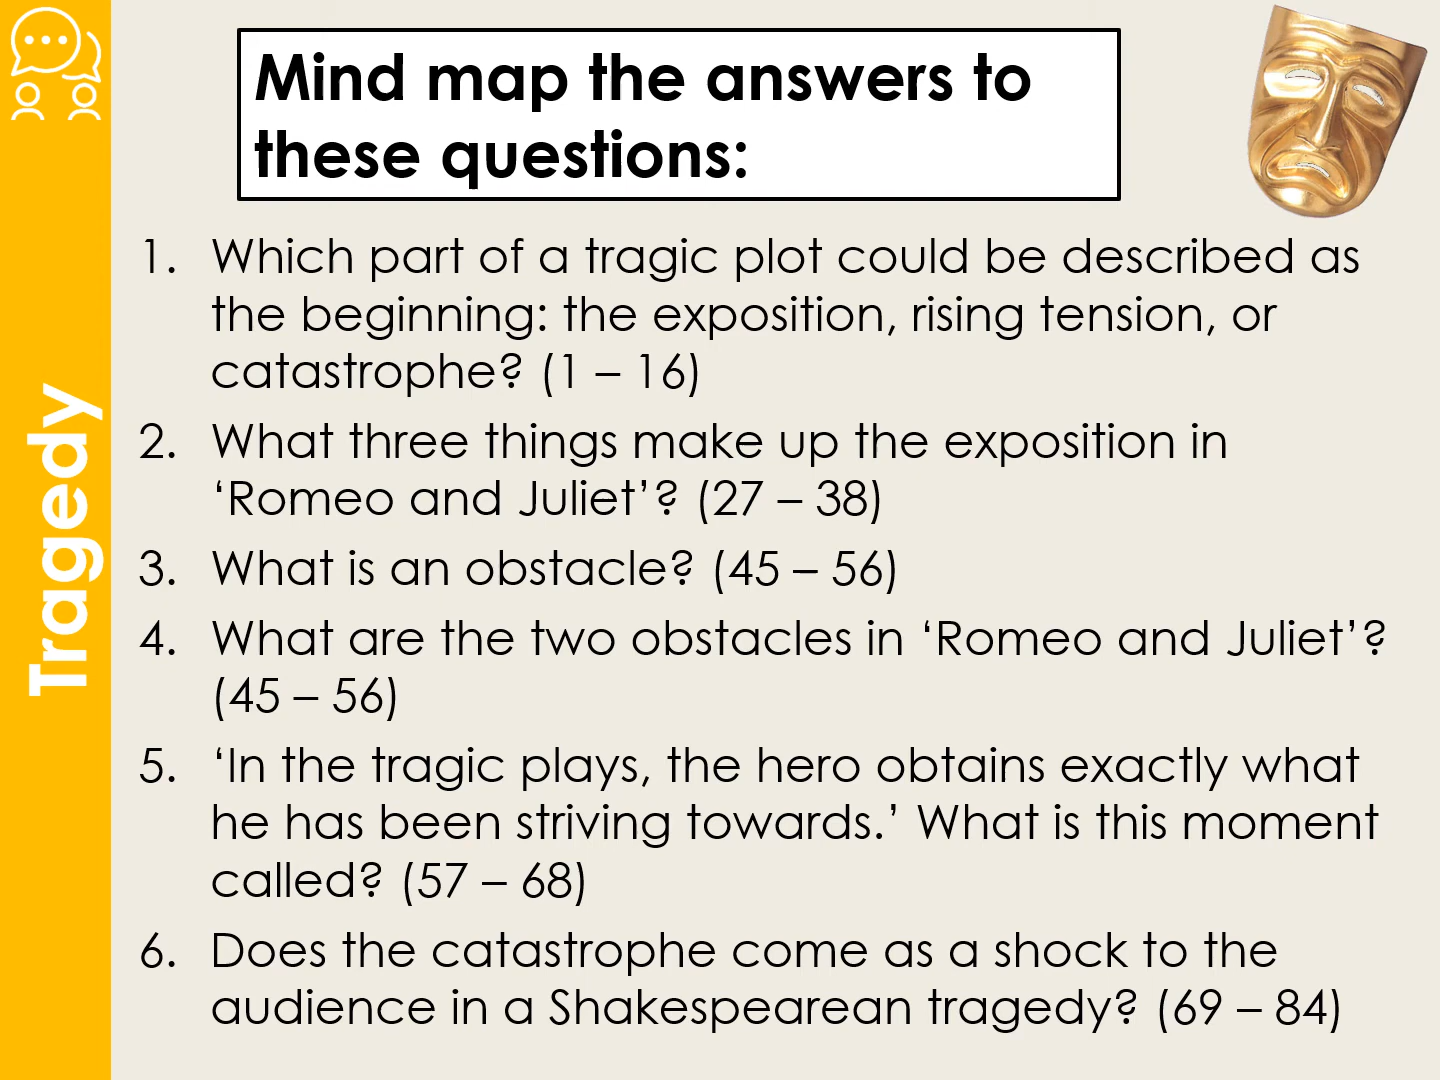 Mind map the answers to
these questions:
Tragedy
1. Which part of a tragic plot could be described as
the beginning: the exposition, rising tension, or
catastrophe? (1 – 16)
2. What three things make up the exposition in
‘Romeo and Juliet’? (27 – 38)
3. What is an obstacle? (45 – 56)
4. What are the two obstacles in ‘Romeo and Juliet’?
(45 – 56)
5. ‘In the tragic plays, the hero obtains exactly what
he has been striving towards.’ What is this moment
called? (57 – 68)
6. Does the catastrophe come as a shock to the
audience in a Shakespearean tragedy? (69 – 84)